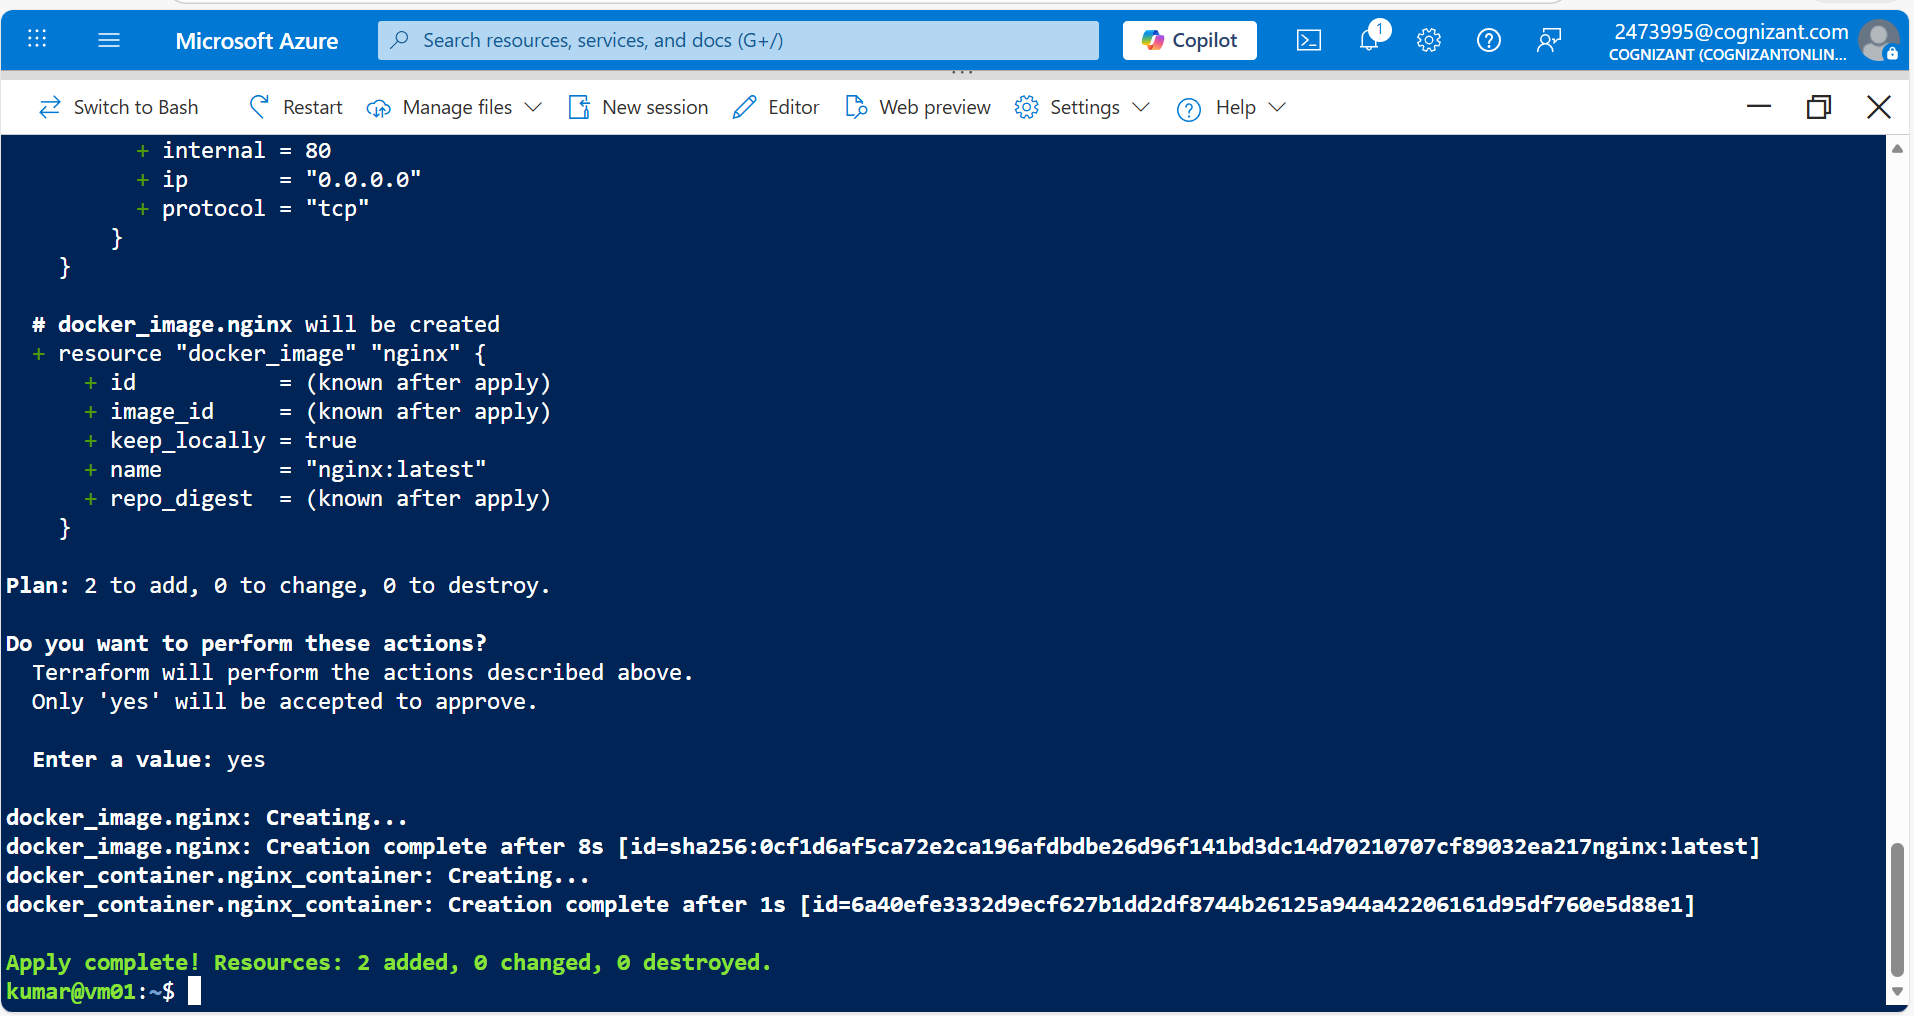 Microsoft Azure
Search resources, services, and docs (G+/)
Copilot
1
2473995@cognizant.com
COGNIZANT (COGNIZANTONLIN...
Switch to Bash
Restart
Manage files
New session
Editor
Web preview
Settings
Help
+ internal = 80
+ ip       = "0.0.0.0"
+ protocol = "tcp"
}
}
# docker_image.nginx will be created
+ resource "docker_image" "nginx" {
+ id           = (known after apply)
+ image_id     = (known after apply)
+ keep_locally = true
+ name         = "nginx:latest"
+ repo_digest  = (known after apply)
}
Plan: 2 to add, 0 to change, 0 to destroy.
Do you want to perform these actions?
Terraform will perform the actions described above.
Only 'yes' will be accepted to approve.
Enter a value: yes
docker_image.nginx: Creating...
docker_image.nginx: Creation complete after 8s [id=sha256:0cf1d6af5ca72e2ca196afdbdbe26d96f141bd3dc14d70210707cf89032ea217nginx:latest]
docker_container.nginx_container: Creating...
docker_container.nginx_container: Creation complete after 1s [id=6a40efe3332d9ecf627b1dd2df8744b26125a944a42206161d95df760e5d88e1]
Apply complete! Resources: 2 added, 0 changed, 0 destroyed.
kumar@vm01:~$